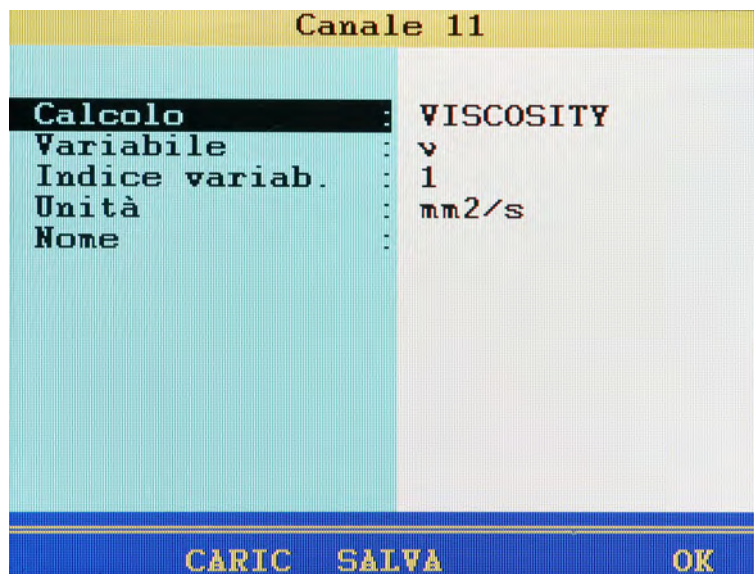 Canale 11
Calcolo : VISCOSITY
Variabile : ν
Indice variab. : 1
Unità : mm2/s
Nome :
CARIC SALVA OK